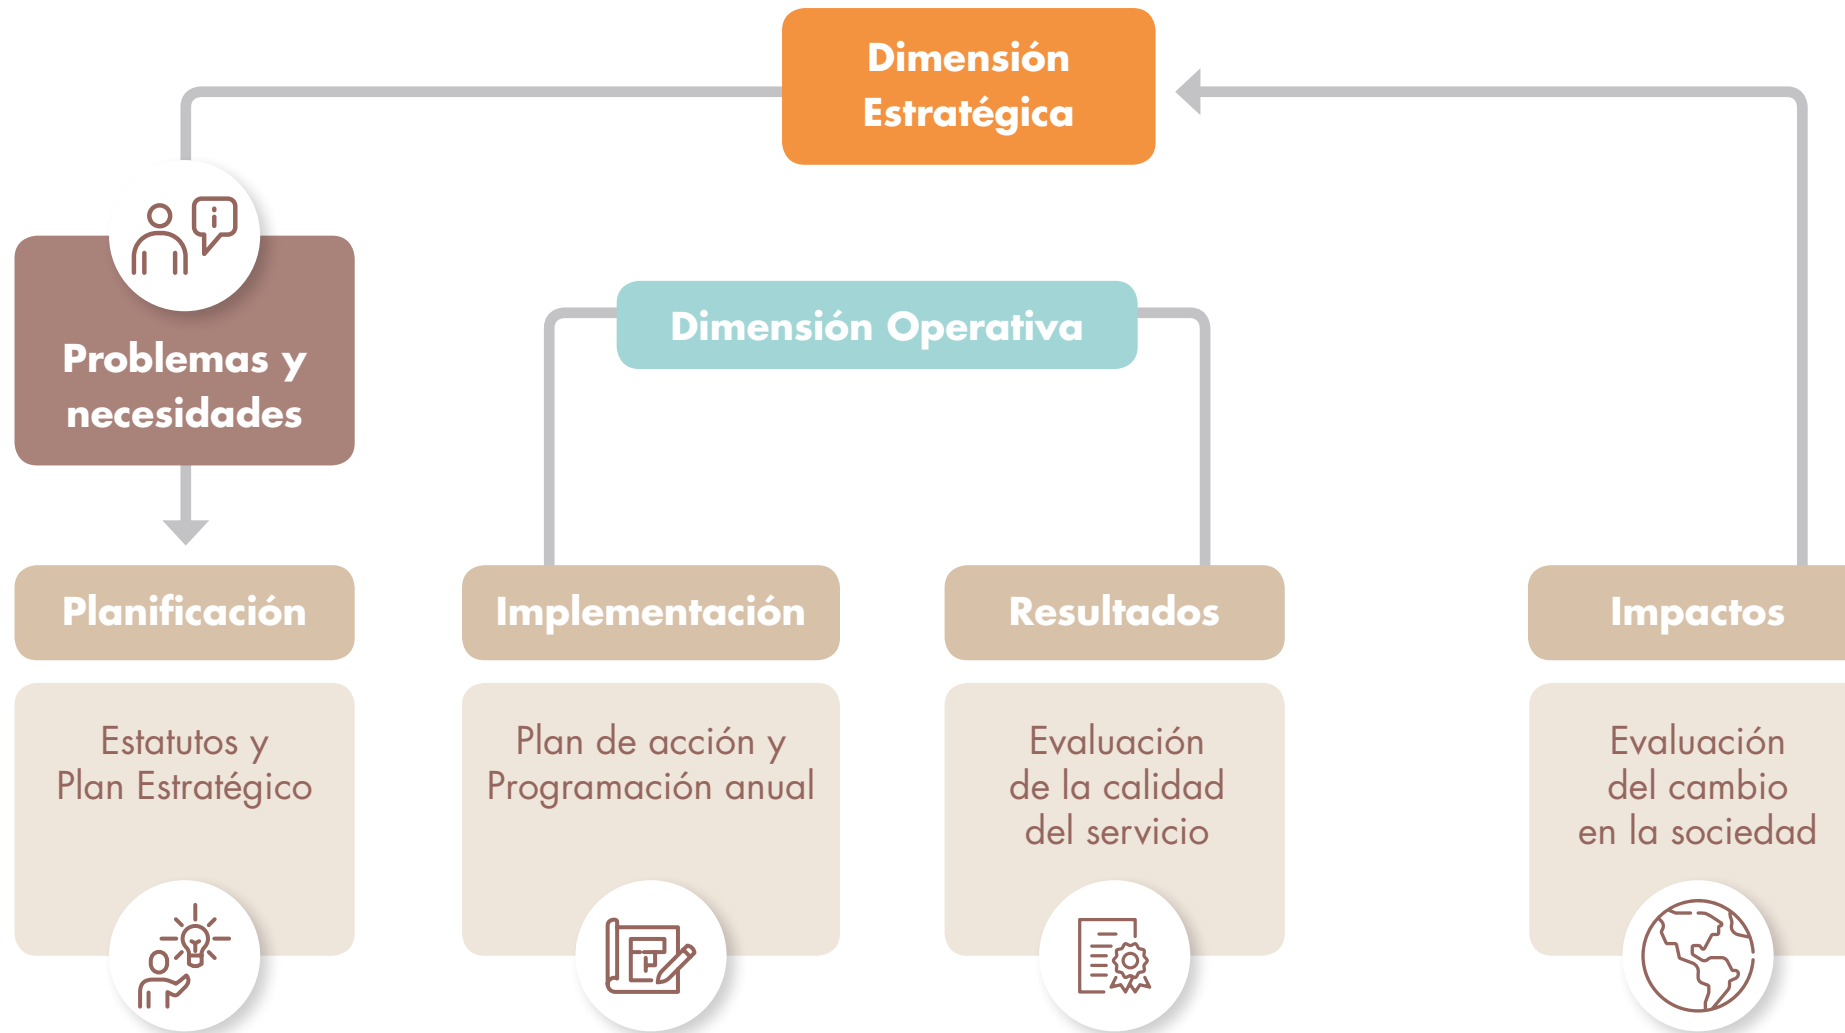 Dimensión
Estratégica
Problemas y
necesidades
Dimensión Operativa
Planificación
Estatutos y
Plan Estratégico
Implementación
Plan de acción y
Programación anual
Resultados
Evaluación
de la calidad
del servicio
Impactos
Evaluación
del cambio
en la sociedad